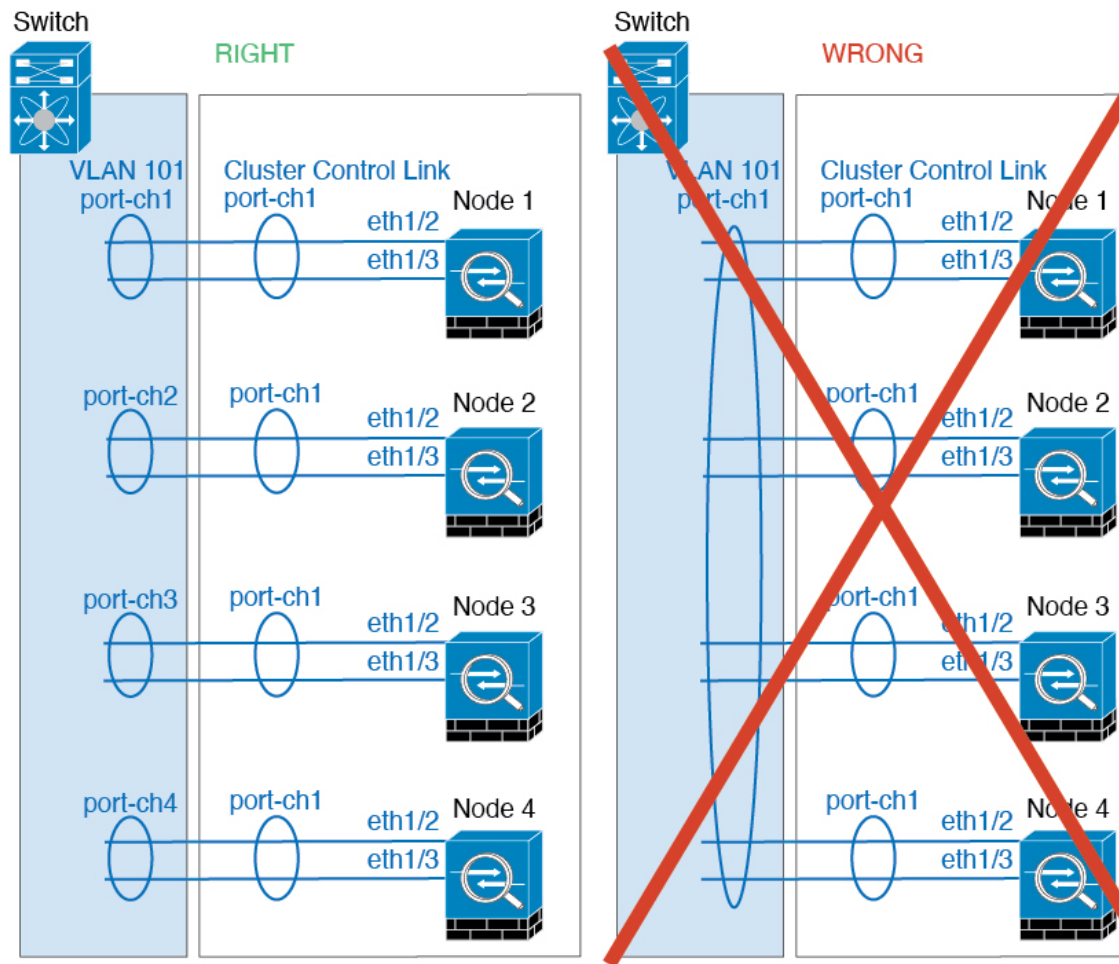 Switch
RIGHT
VLAN 101
port-ch1
Cluster Control Link
port-ch1
eth1/2
eth1/3
Node 1
port-ch2
port-ch1
eth1/2
eth1/3
Node 2
port-ch3
port-ch1
eth1/2
eth1/3
Node 3
port-ch4
port-ch1
eth1/2
eth1/3
Node 4
Switch
WRONG
VLAN 101
port-ch1
Cluster Control Link
port-ch1
eth1/2
eth1/3
Node 1
port-ch1
eth1/2
eth1/3
Node 2
port-ch1
eth1/2
eth1/3
Node 3
port-ch1
eth1/2
eth1/3
Node 4